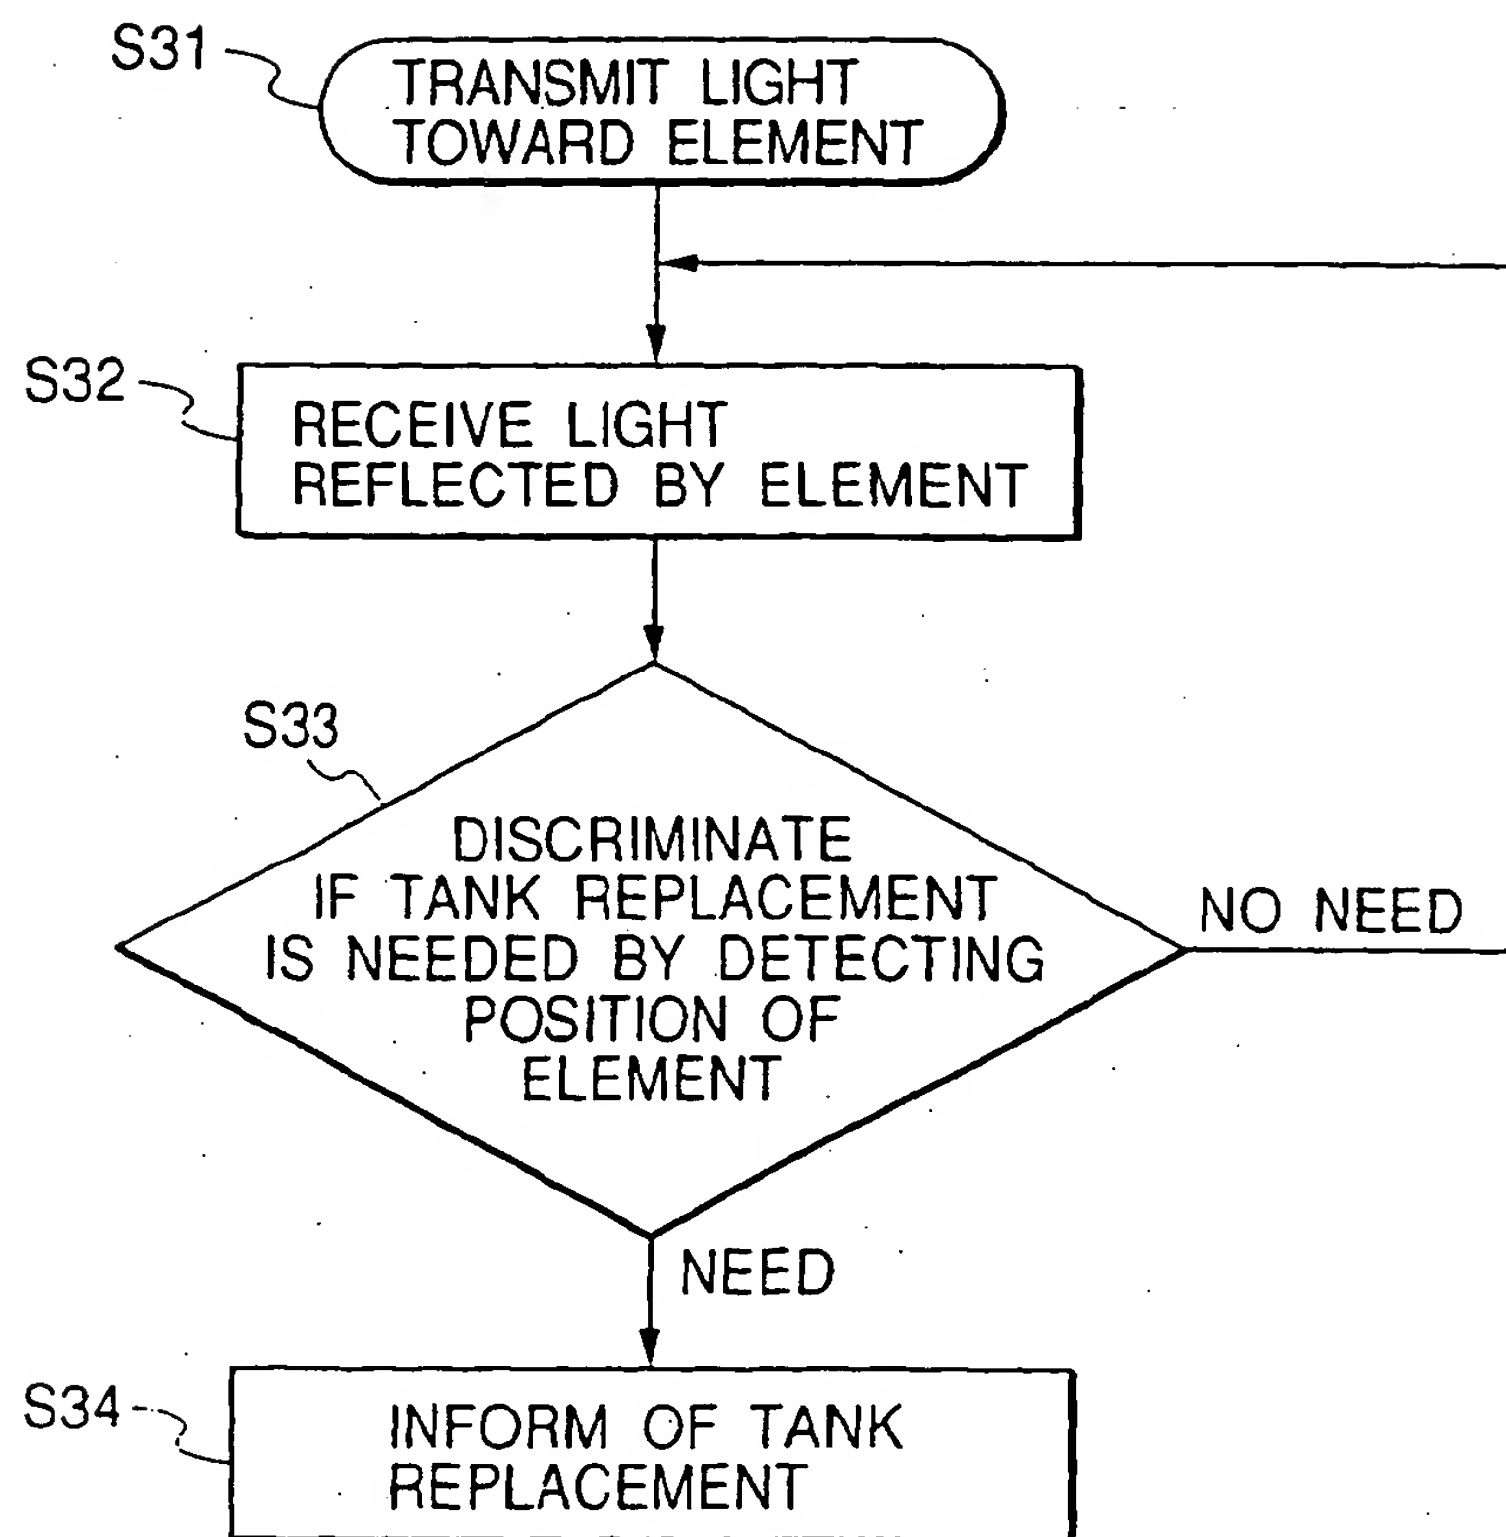 S31
TRANSMIT LIGHT
TOWARD ELEMENT
S32
RECEIVE LIGHT
REFLECTED BY ELEMENT
S33
DISCRIMINATE
IF TANK REPLACEMENT
IS NEEDED BY DETECTING
POSITION OF
ELEMENT
NO NEED
NEED
S34
INFORM OF TANK
REPLACEMENT